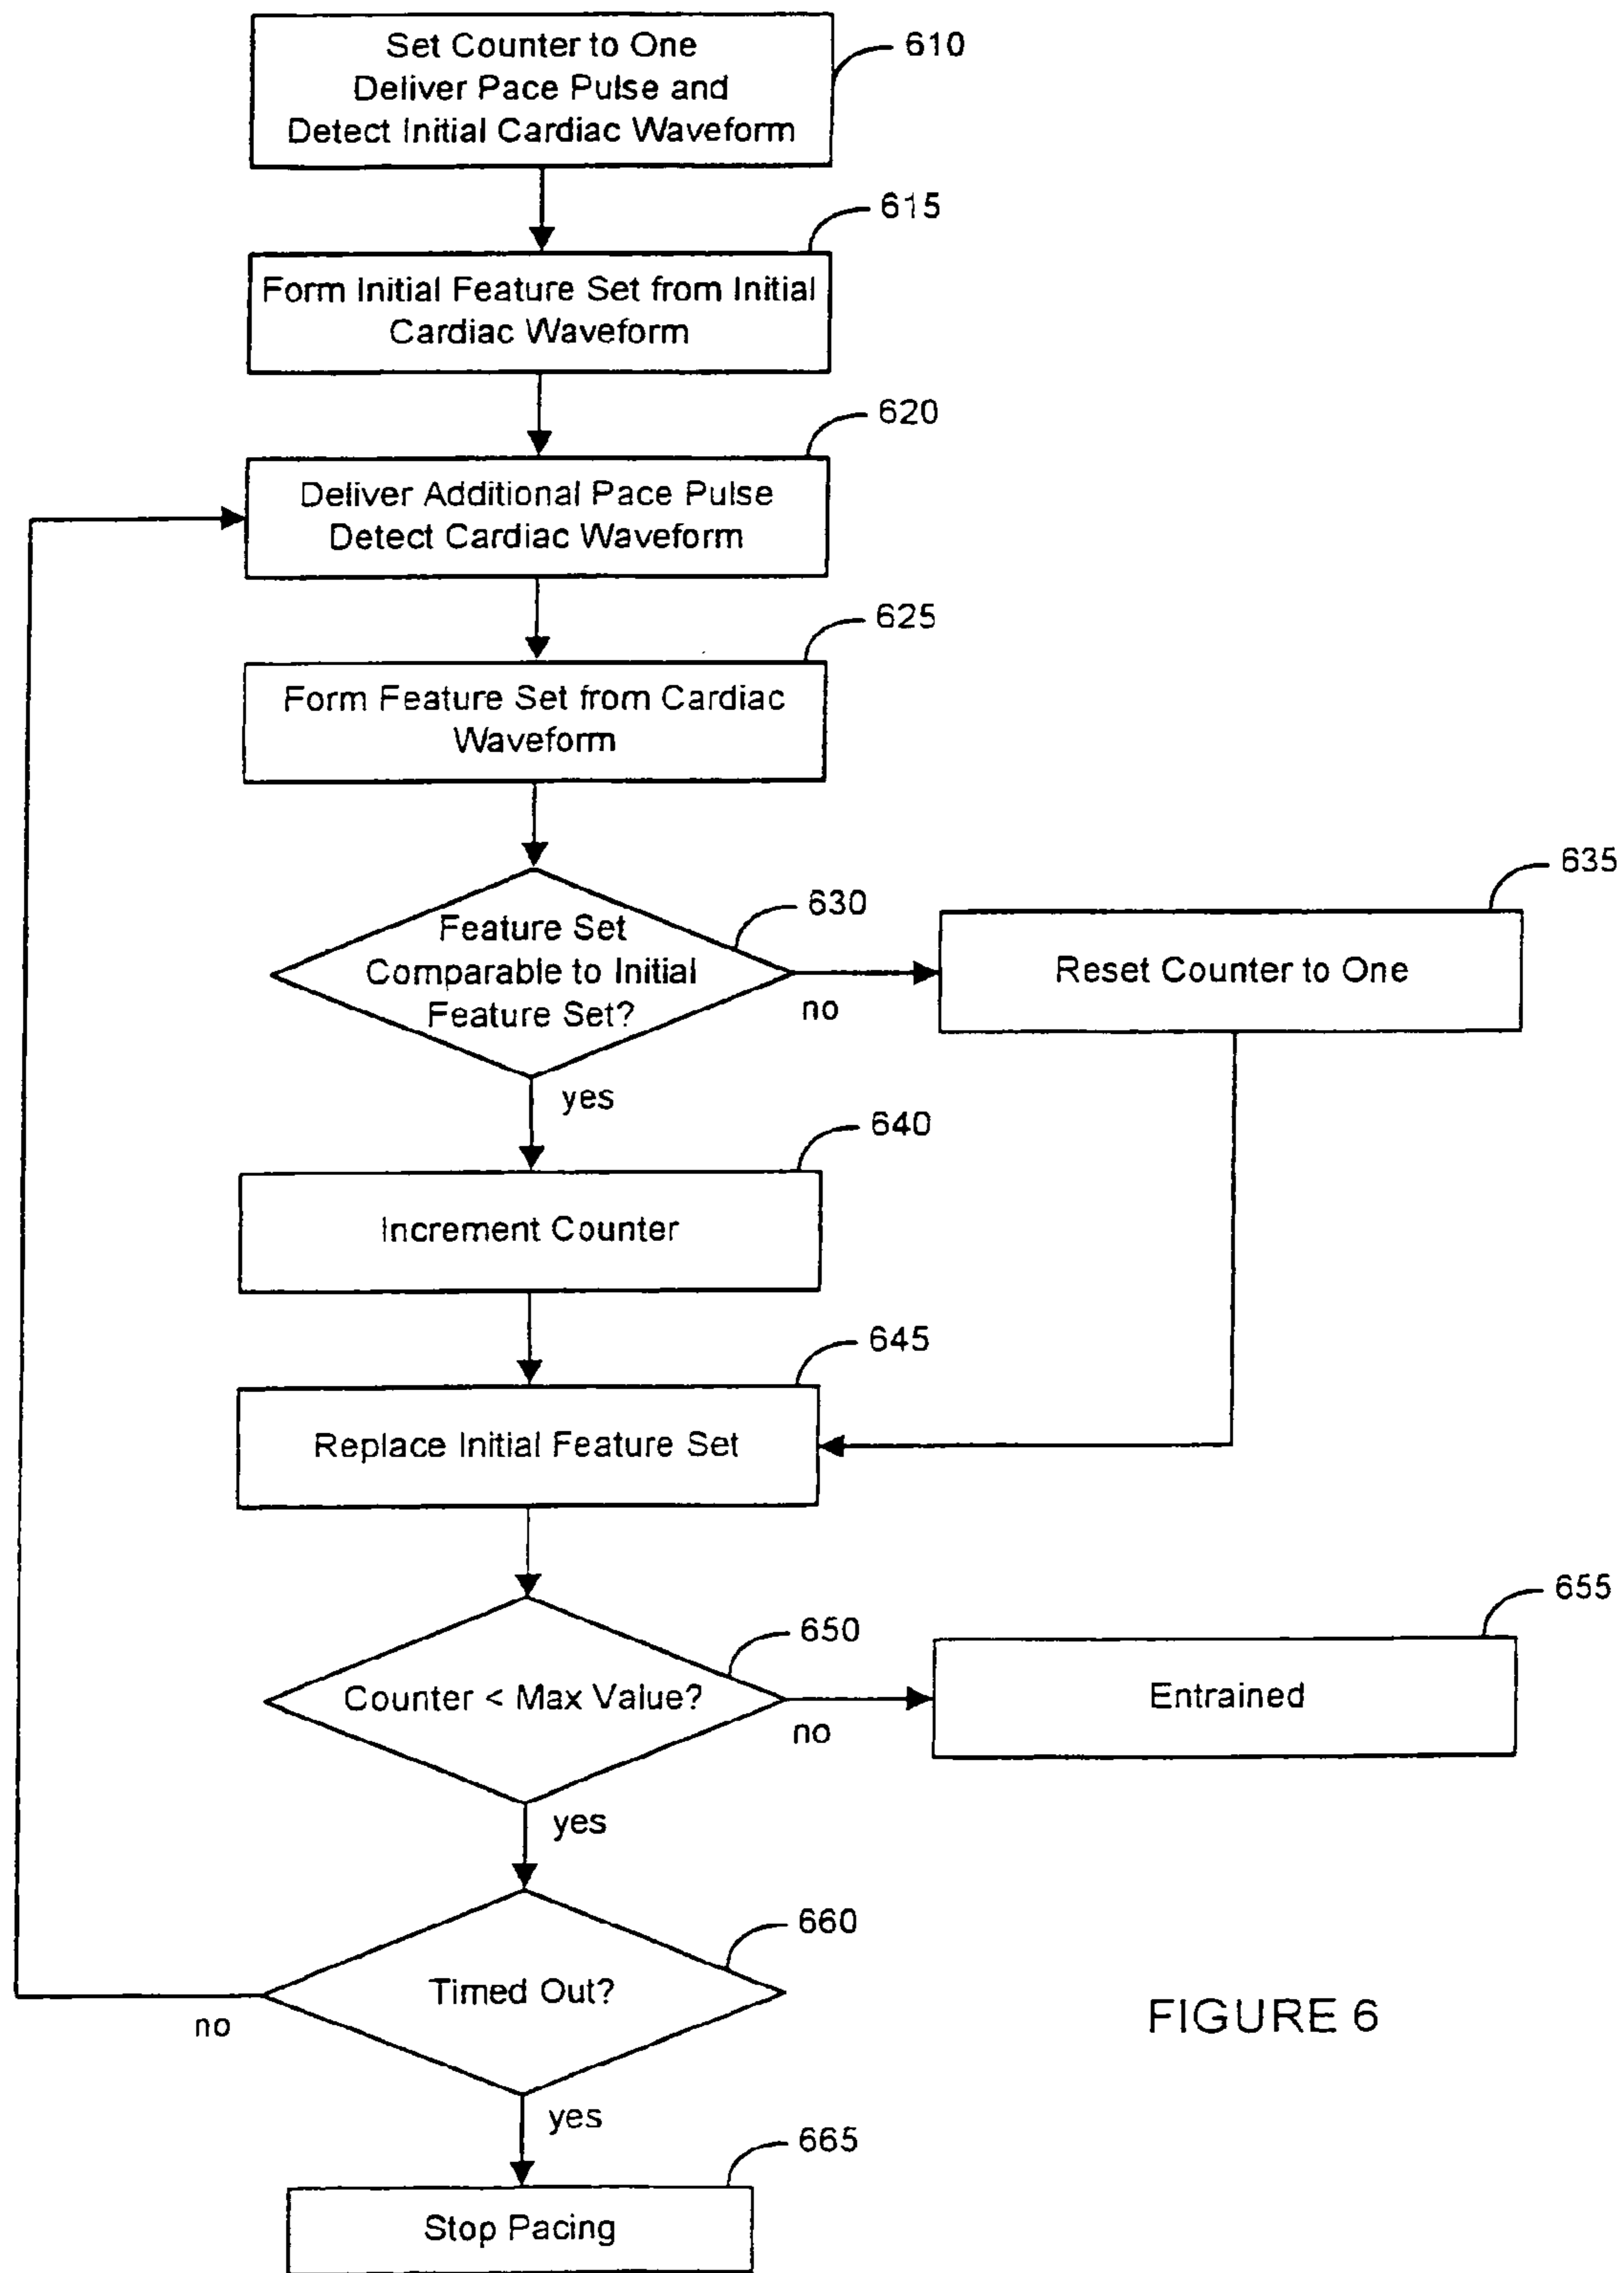 Set Counter to One
Deliver Pace Pulse and
Detect Initial Cardiac Waveform
610
615
Form Initial Feature Set from Initial
Cardiac Waveform
620
Deliver Additional Pace Pulse
Detect Cardiac Waveform
625
Form Feature Set from Cardiac
Waveform
630
Feature Set
Comparable to Initial
Feature Set?
no
635
Reset Counter to One
yes
640
Increment Counter
645
Replace Initial Feature Set
650
Counter < Max Value?
no
655
Entrained
yes
660
Timed Out?
no
yes
665
Stop Pacing
FIGURE 6